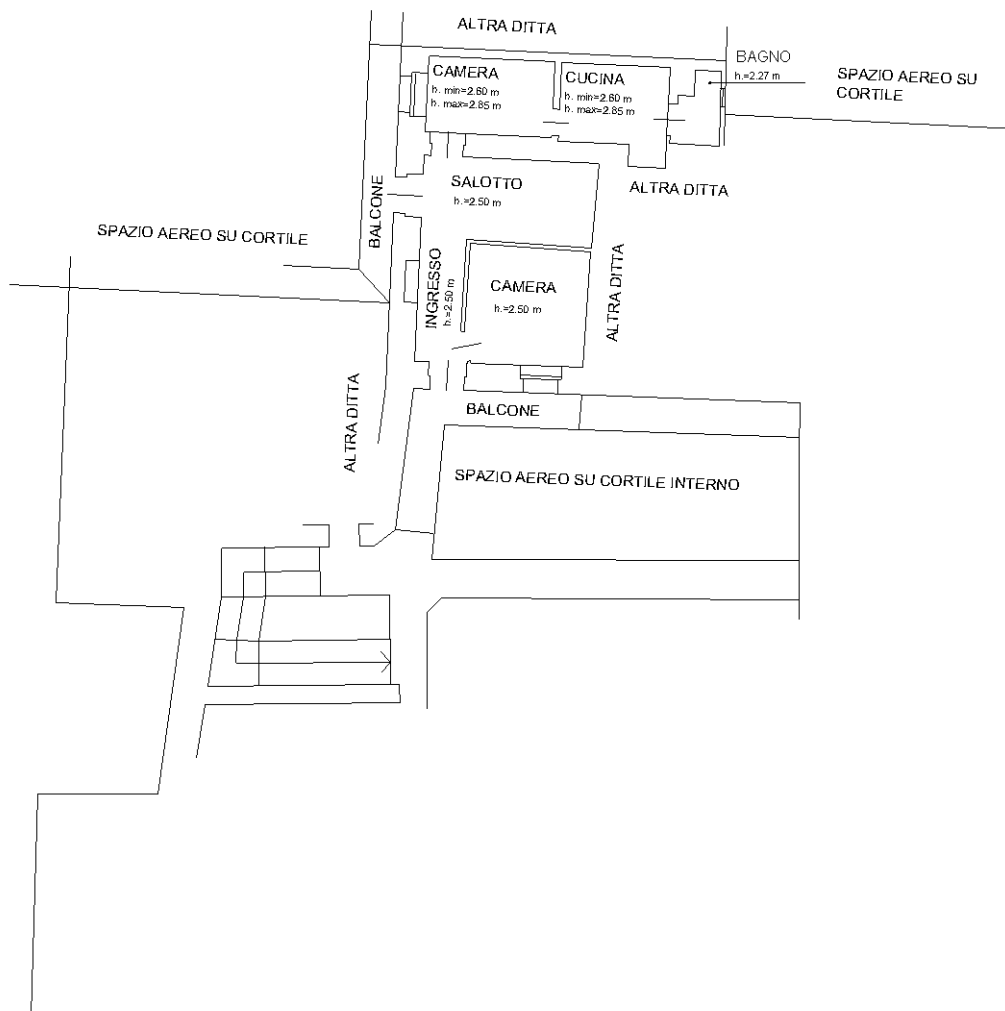 ALTRA DITTA
BAGNO
h.=2.27 m
SPAZIO AEREO SU
CORTILE
CAMERA
h. min=2.60 m
h. max=2.85 m
CUCINA
h. min=2.60 m
h. max=2.85 m
ALTRA DITTA
SALOTTO
h.=2.50 m
BALCONE
SPAZIO AEREO SU CORTILE
INGRESSO
h.=2.50 m
CAMERA
h.=2.50 m
ALTRA DITTA
ALTRA DITTA
BALCONE
SPAZIO AEREO SU CORTILE INTERNO